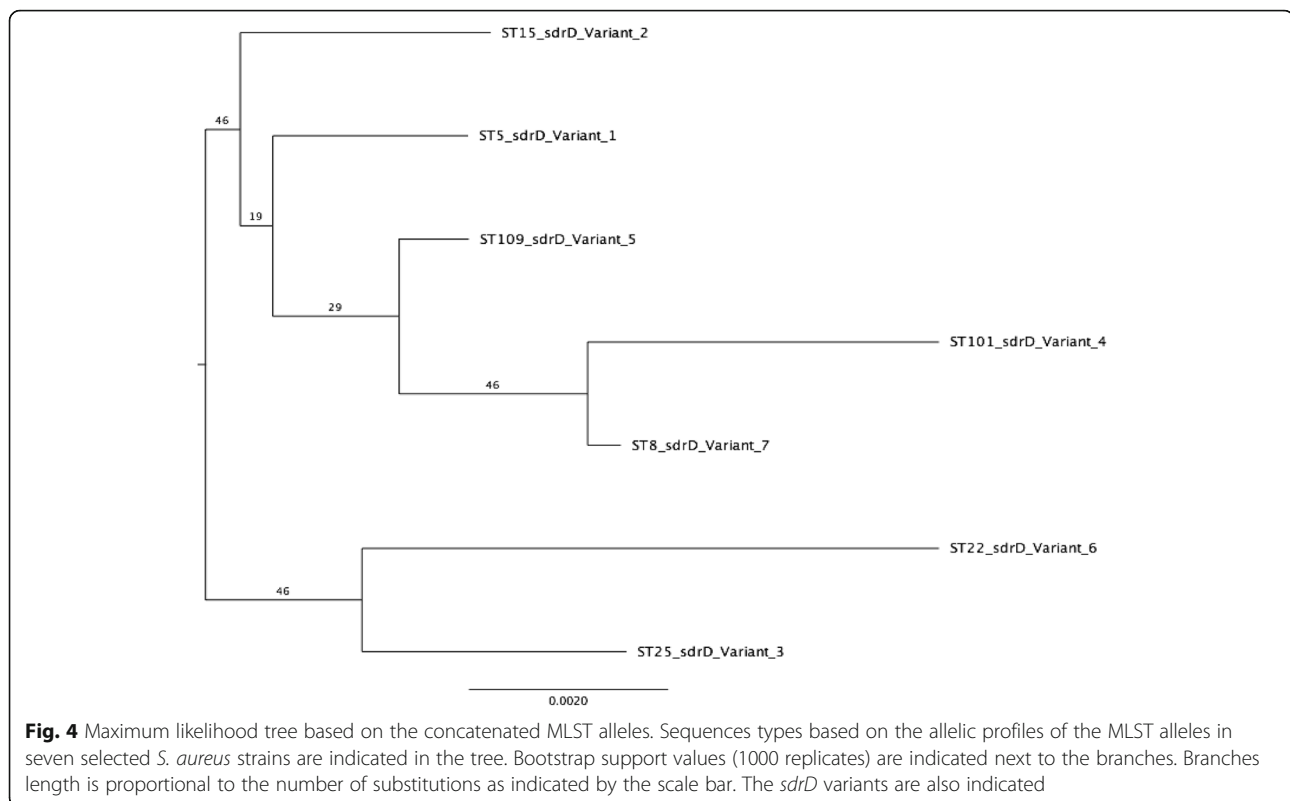 ST15_sdrD_Variant_2
46
ST5_sdrD_Variant_1
19
ST109_sdrD_Variant_5
29
ST101_sdrD_Variant_4
46
ST8_sdrD_Variant_7
ST22_sdrD_Variant_6
46
ST25_sdrD_Variant_3
0.0020
Fig. 4 Maximum likelihood tree based on the concatenated MLST alleles. Sequences types based on the allelic profiles of the MLST alleles in
seven selected S. aureus strains are indicated in the tree. Bootstrap support values (1000 replicates) are indicated next to the branches. Branches
length is proportional to the number of substitutions as indicated by the scale bar. The sdrD variants are also indicated